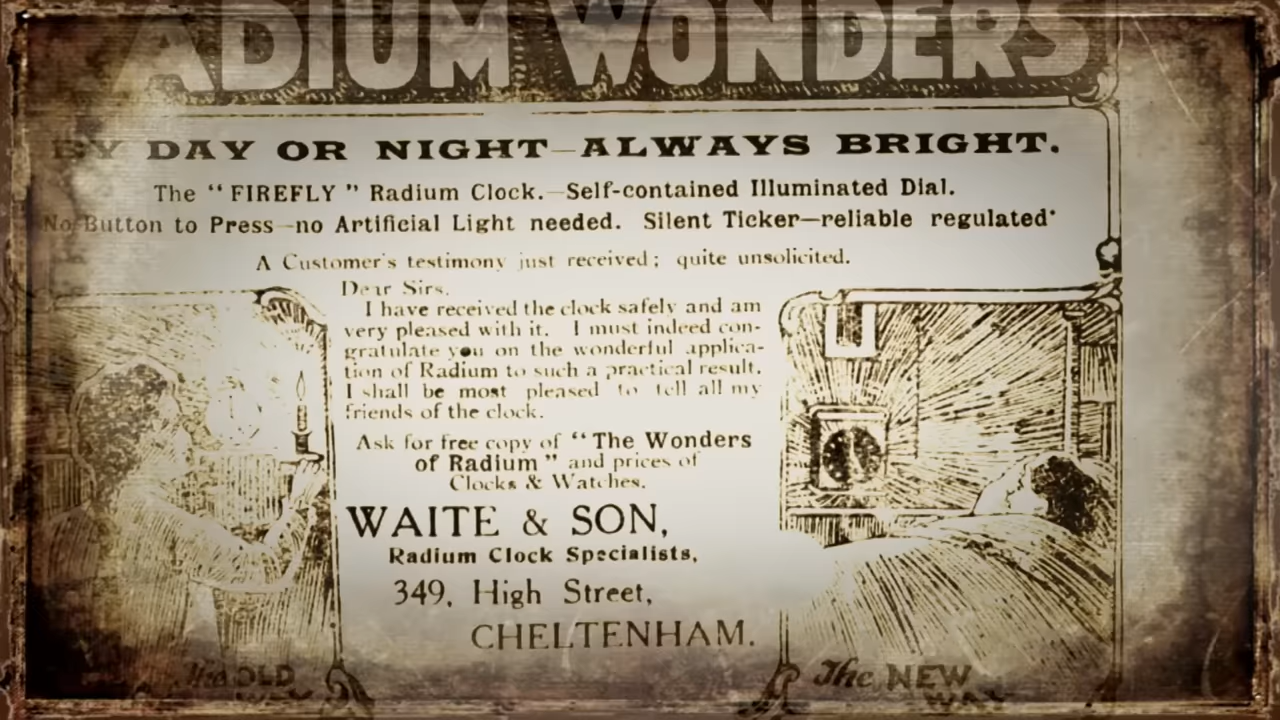 ADIUM WONDERS
BY DAY OR NIGHT—ALWAYS BRIGHT.
The “FIREFLY” Radium Clock.—Self-contained Illuminated Dial.
No Button to Press—no Artificial Light needed. Silent Ticker—reliable regulated
A Customer's testimony just received; quite unsolicited.
Dear Sirs,
I have received the clock safely and am
very pleased with it. I must indeed con-
gratulate you on the wonderful applica-
tion of Radium to such a practical result.
I shall be most pleased to tell all my
friends of the clock.
Ask for free copy of “The Wonders
of Radium” and prices of
Clocks & Watches.
WAITE & SON,
Radium Clock Specialists,
349, High Street,
CHELTENHAM.
The OLD
WAY
The NEW
WAY